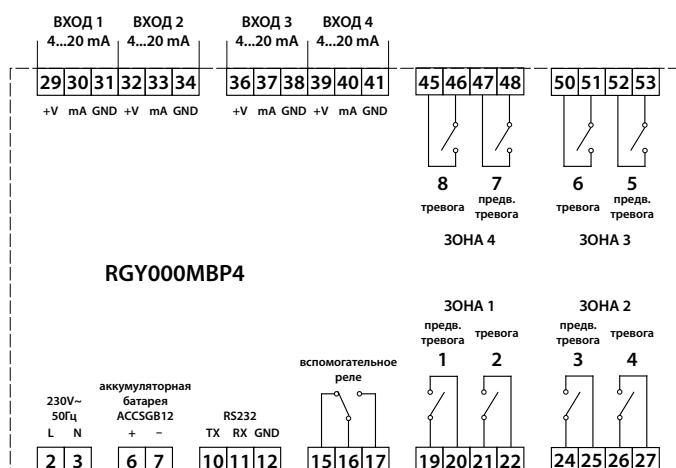 ВХОД 1 ВХОД 2 ВХОД 3 ВХОД 4
4...20 mA 4...20 mA 4...20 mA 4...20 mA
29 30 31 32 33 34 36 37 38 39 40 41 45 46 47 48 50 51 52 53
+V mA GND +V mA GND +V mA GND +V mA GND
8 7 6 5
тревога предв. тревога тревога предв. тревога
ЗОНА 4 ЗОНА 3
RGY000MBP4
ЗОНА 1 ЗОНА 2
предв. тревога тревога предв. тревога тревога
1 2 3 4
вспомогательное
реле
230V~
50Гц
L N
аккумуляторная
батарея
ACCSGB12
+ –
RS232
TX RX GND
2 3 6 7 10 11 12 15 16 17 19 20 21 22 24 25 26 27